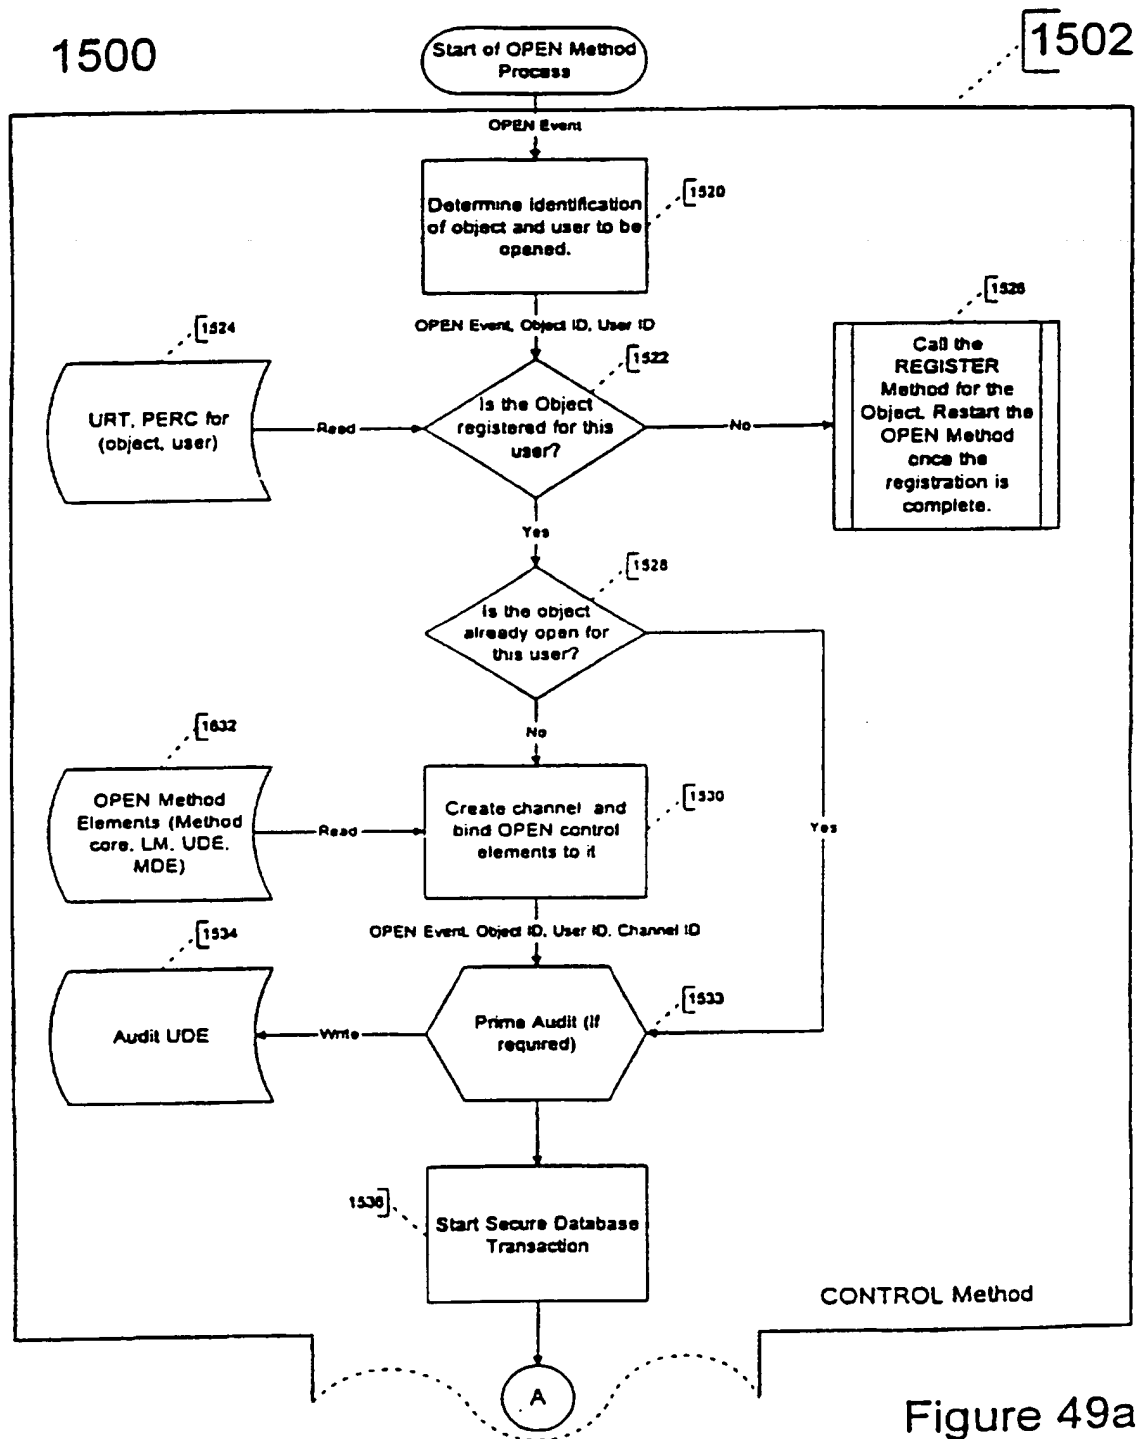 1500
Start of OPEN Method
Process
1502
OPEN Event
Determine identification
of object and user to be
opened.
1520
OPEN Event, Object ID, User ID
1524
URT, PERC for
(object, user)
Read
1522
Is the Object
registered for this
user?
No
1526
Call the
REGISTER
Method for the
Object. Restart the
OPEN Method
once the
registration is
complete.
Yes
1528
Is the object
already open for
this user?
No
Yes
1632
OPEN Method
Elements (Method
core, LM, UDE,
MDE)
Read
1530
Create channel and
bind OPEN control
elements to it
OPEN Event, Object ID, User ID, Channel ID
1534
Audit UDE
Write
1533
Prime Audit (if
required)
1536
Start Secure Database
Transaction
CONTROL Method
A
Figure 49a